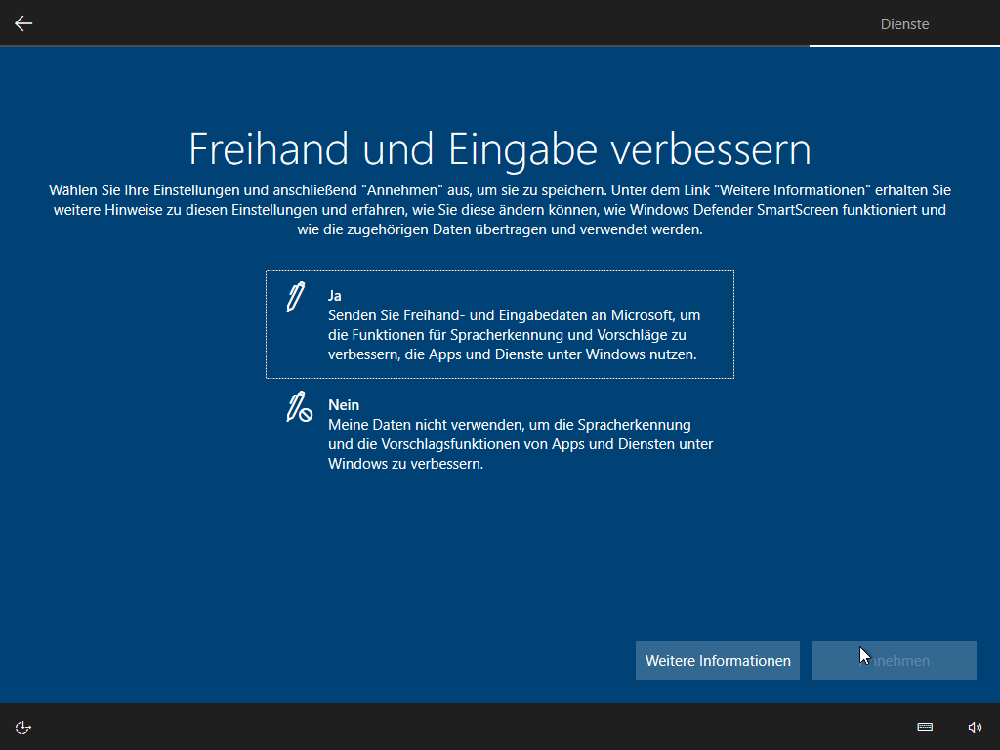 Dienste
Freihand und Eingabe verbessern
Wählen Sie Ihre Einstellungen und anschließend "Annehmen" aus, um sie zu speichern. Unter dem Link "Weitere Informationen" erhalten Sie
weitere Hinweise zu diesen Einstellungen und erfahren, wie Sie diese ändern können, wie Windows Defender SmartScreen funktioniert und
wie die zugehörigen Daten übertragen und verwendet werden.
Ja
Senden Sie Freihand- und Eingabedaten an Microsoft, um
die Funktionen für Spracherkennung und Vorschläge zu
verbessern, die Apps und Dienste unter Windows nutzen.
Nein
Meine Daten nicht verwenden, um die Spracherkennung
und die Vorschlagsfunktionen von Apps und Diensten unter
Windows zu verbessern.
Weitere Informationen
Annehmen